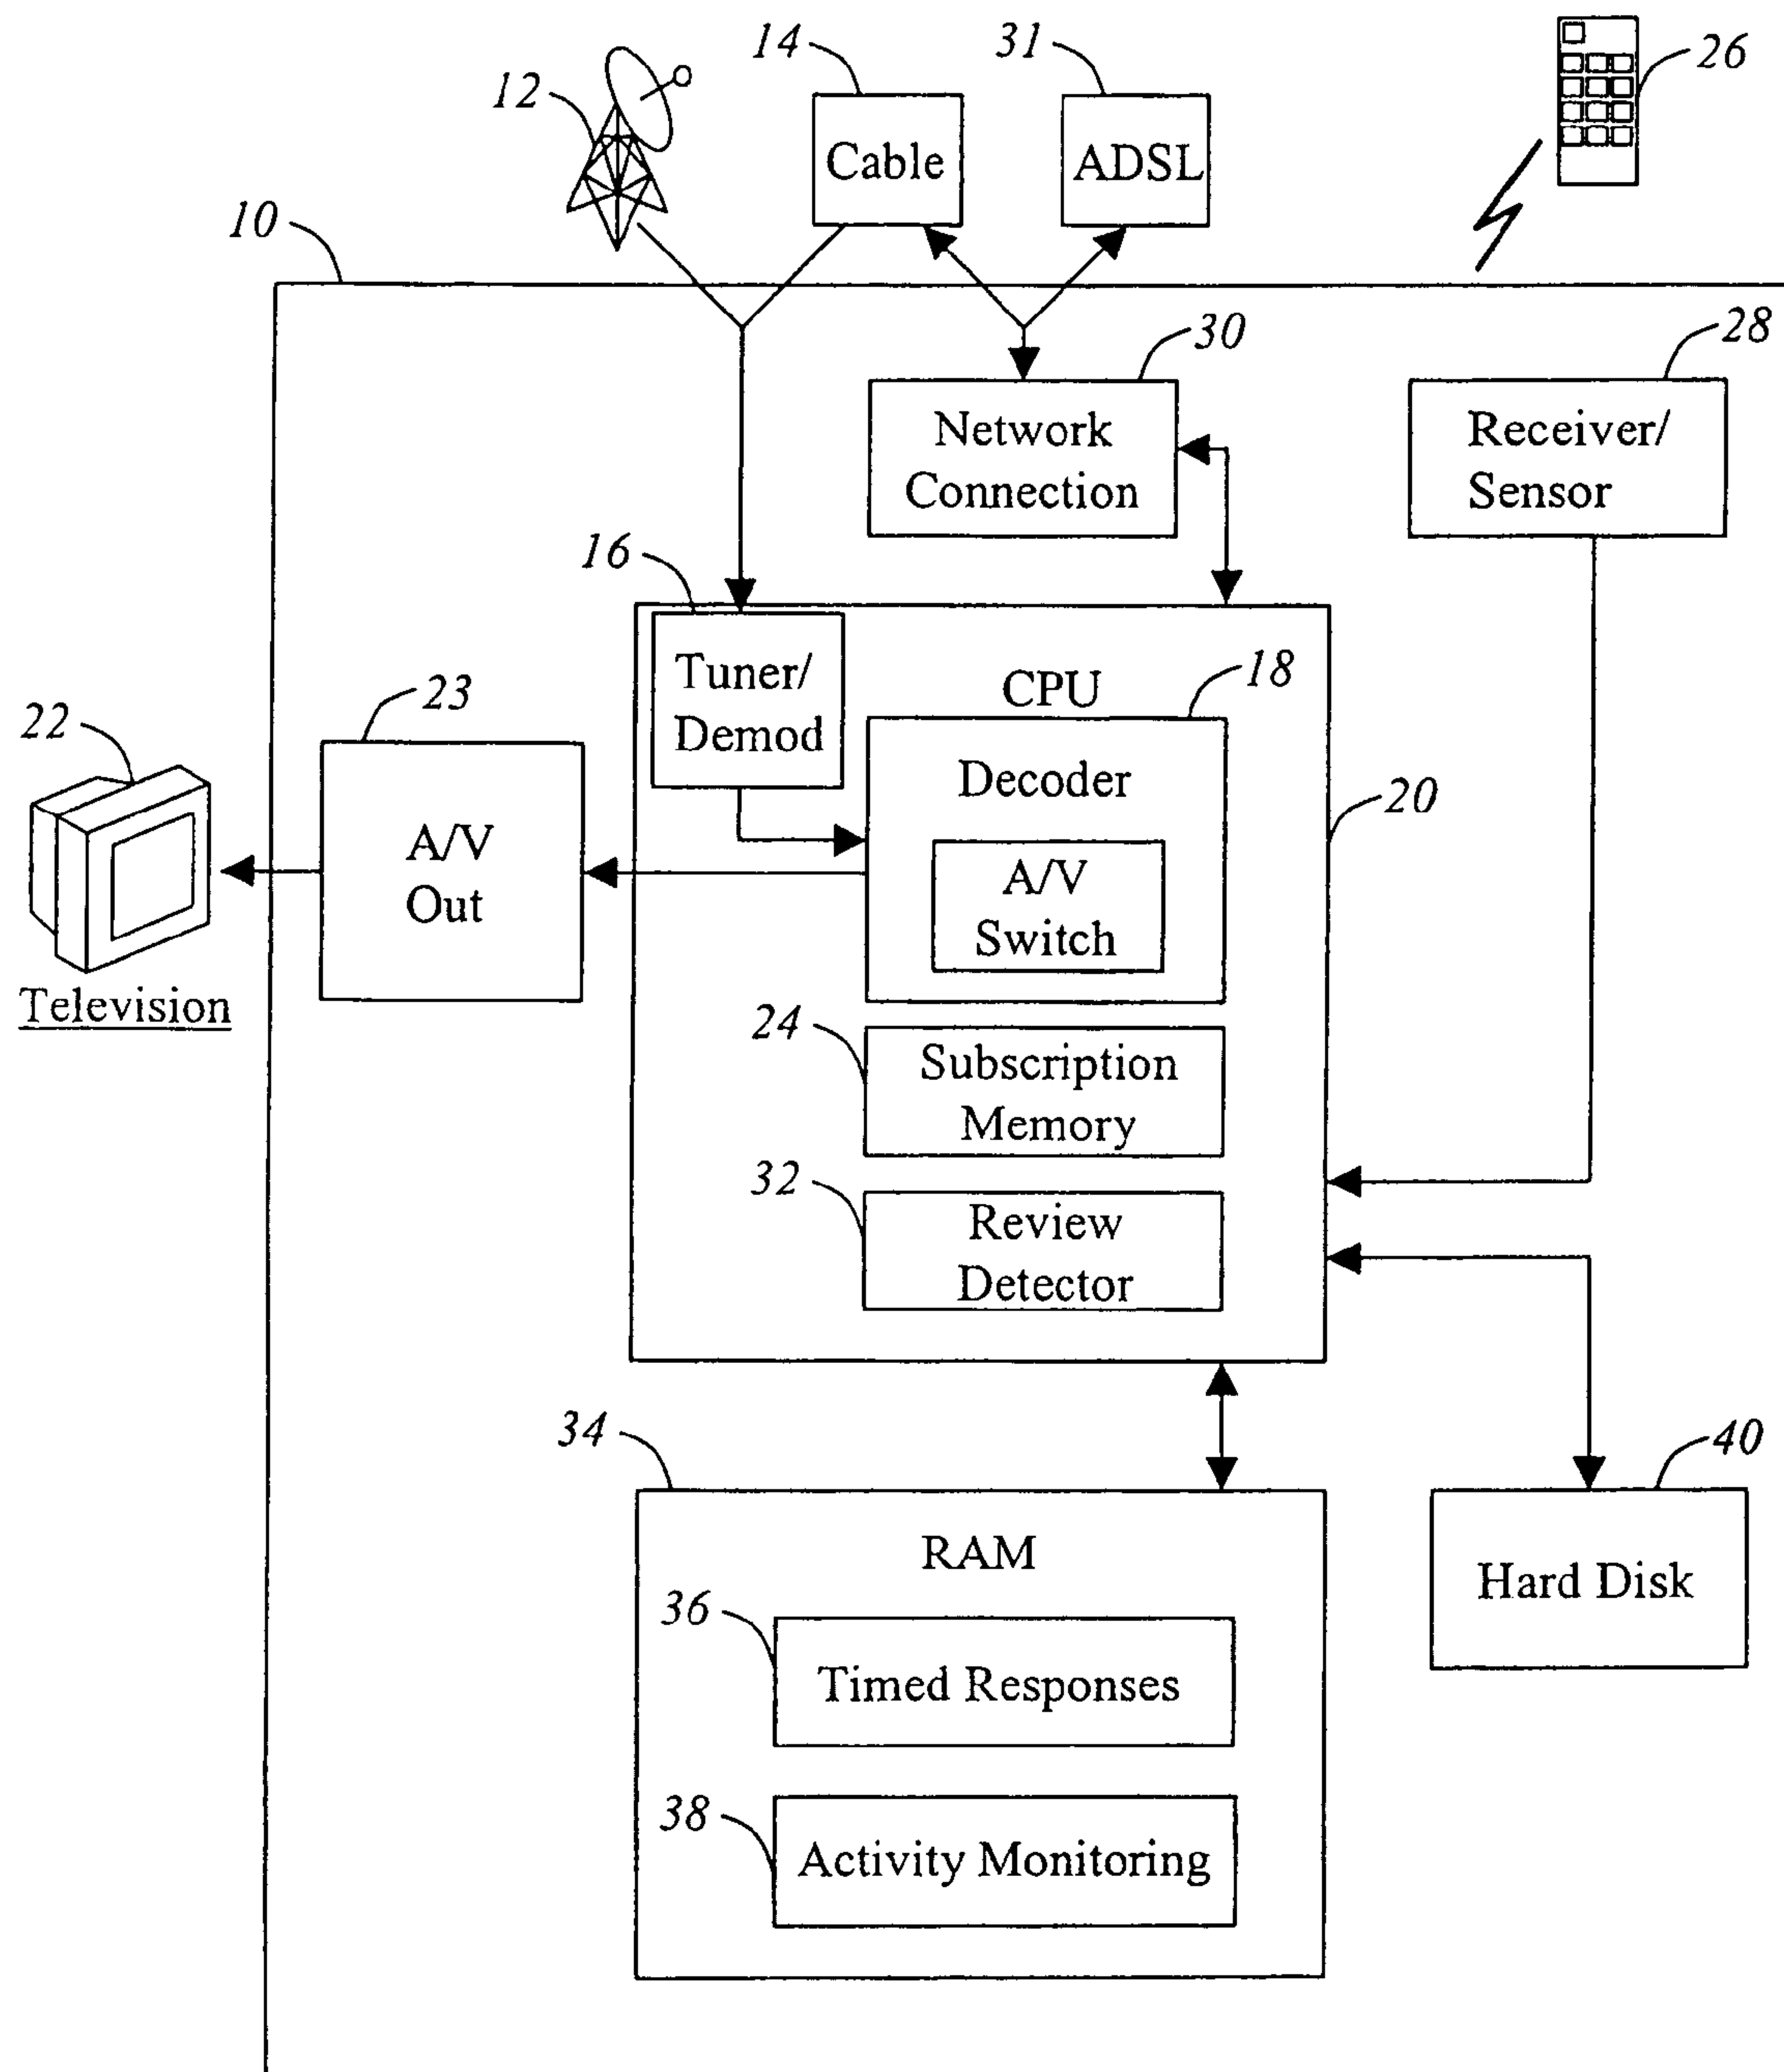 12
14
31
26
Cable
ADSL
10
30
28
Network
Connection
Receiver/
Sensor
16
Tuner/
Demod
CPU
18
23
22
Decoder
20
A/V
Out
A/V
Switch
Television
24
Subscription
Memory
32
Review
Detector
34
40
RAM
Hard Disk
36
Timed Responses
38
Activity Monitoring